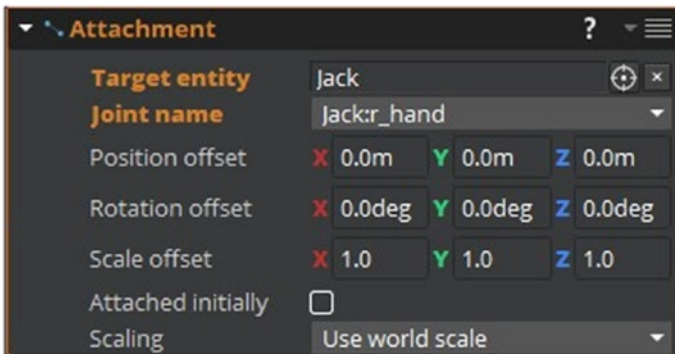 Attachment ?
Target entity Jack ×
Joint name Jack:r_hand
Position offset X 0.0m Y 0.0m Z 0.0m
Rotation offset X 0.0deg Y 0.0deg Z 0.0deg
Scale offset X 1.0 Y 1.0 Z 1.0
Attached initially
Scaling Use world scale